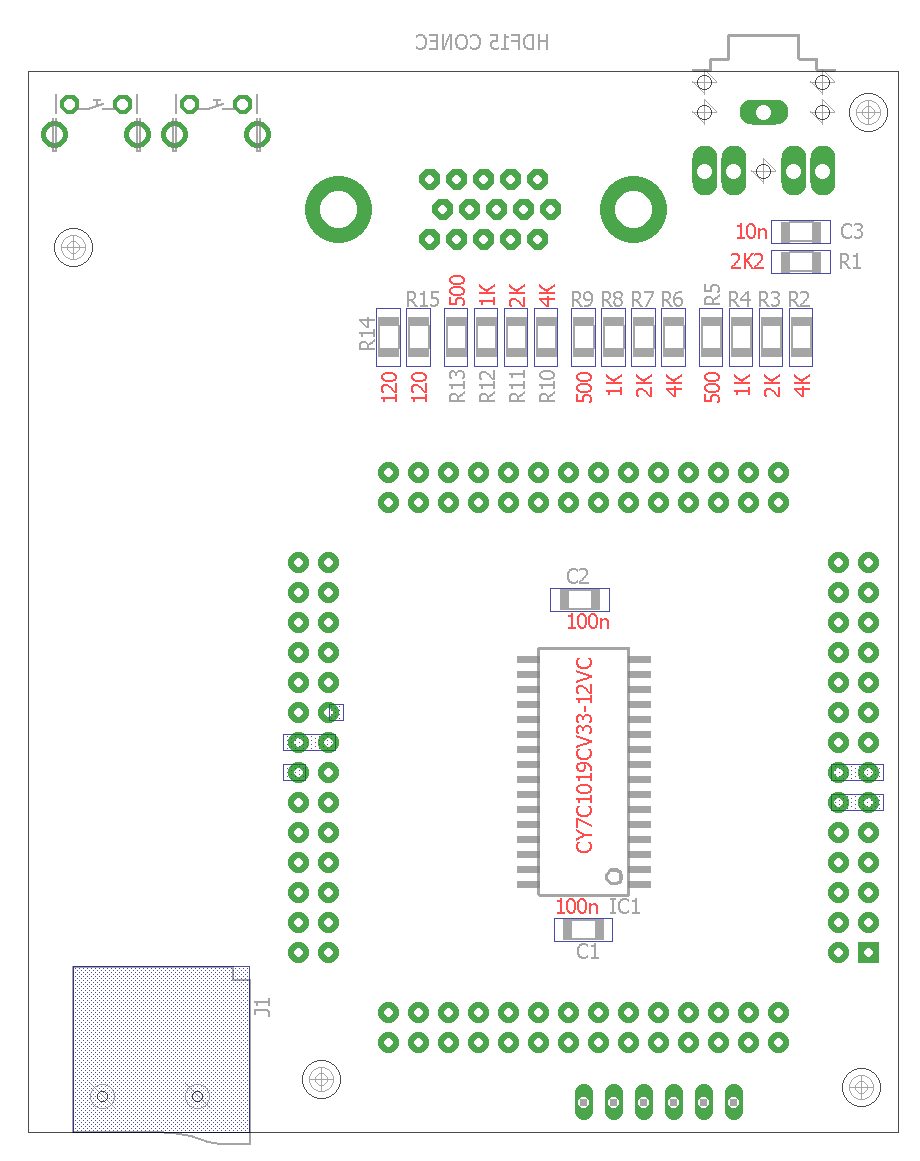 HDF15 CONEC
10n C3
2K2 R1
R14 R15 500 1K 2K 4K R9 R8 R7 R6 R5 R4 R3 R2
120 120 R13 R12 R11 R10 500 1K 2K 4K 500 1K 2K 4K
C2
100n
CY7C1019CV33-12VC
100n IC1
C1
J1